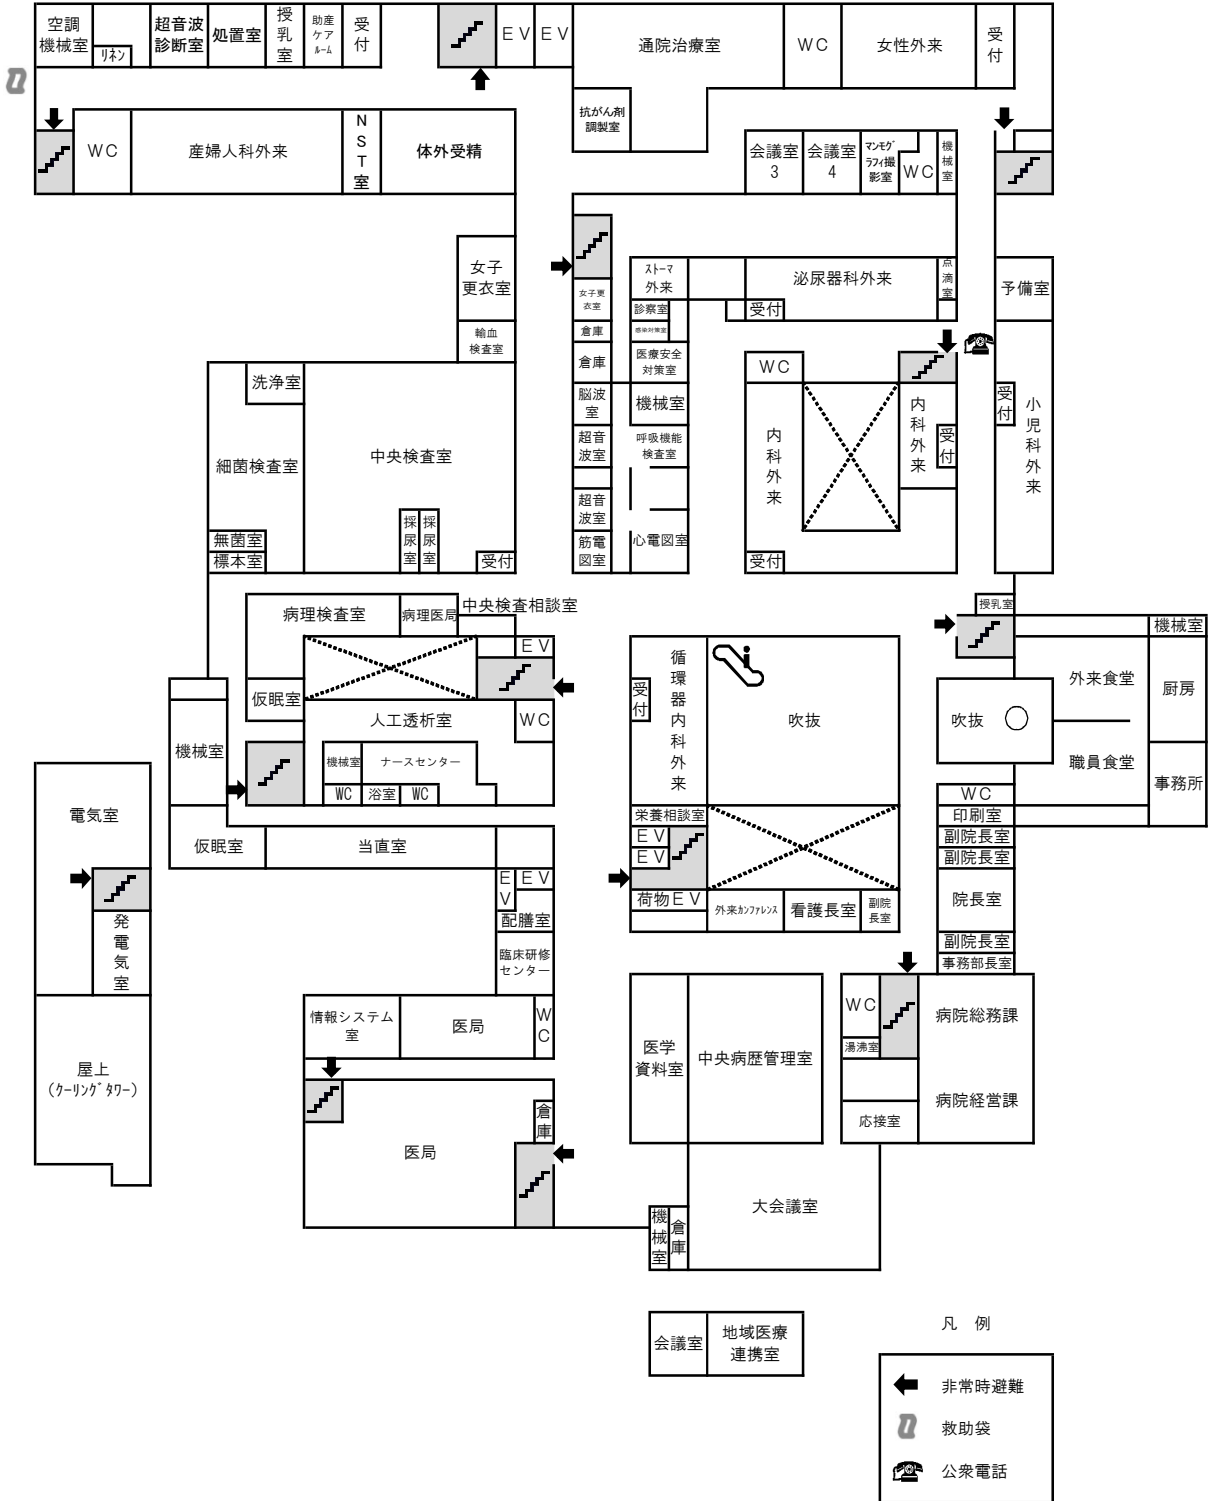 空調
機械室
リネン
超音波
診断室
処置室
授
乳
室
助産
ケア
ルーム
受
付
ＥＶ
ＥＶ
通院治療室
ＷＣ
女性外来
受
付
抗がん剤
調製室
ＷＣ
産婦人科外来
Ｎ
Ｓ
Ｔ
室
体外受精
会議室
3
会議室
4
マンモグ
ラフィ撮
影室
ＷＣ
機
械
室
女子
更衣室
輸血
検査室
女子更
衣室
倉庫
倉庫
脳波
室
超音
波室
超音
波室
筋電
図室
ストーマ
外来
診察室
感染対策室
医療安全
対策室
機械室
呼吸機能
検査室
心電図室
泌尿器科外来
点
滴
室
受付
予備室
ＷＣ
内
科
外
来
受付
内
科
外
来
受
付
受
付
小
児
科
外
来
洗浄室
細菌検査室
中央検査室
採
尿
室
採
尿
室
無菌室
標本室
受付
病理検査室
病理医局
中央検査相談室
ＥＶ
仮眠室
人工透析室
ＷＣ
機械室
機械室
ナースセンター
WC
浴室
WC
仮眠室
当直室
循
環
器
内
科
外
来
受
付
吹抜
栄養相談室
ＥＶ
ＥＶ
荷物ＥＶ
外来カンファレンス
看護長室
副院
長室
授乳室
機械室
外来食堂
厨房
吹抜
職員食堂
事務所
ＷＣ
印刷室
副院長室
副院長室
院長室
副院長室
事務部長室
電気室
発
電
気
室
屋上
(クーリングタワー)
Ｅ
Ｖ
ＥＶ
配膳室
臨床研修
センター
情報システム
室
医局
Ｗ
Ｃ
医局
倉
庫
医学
資料室
中央病歴管理室
ＷＣ
湯沸室
病院総務課
病院経営課
応接室
大会議室
機
械
室
倉
庫
会議室
地域医療
連携室
凡　例
非常時避難
救助袋
公衆電話